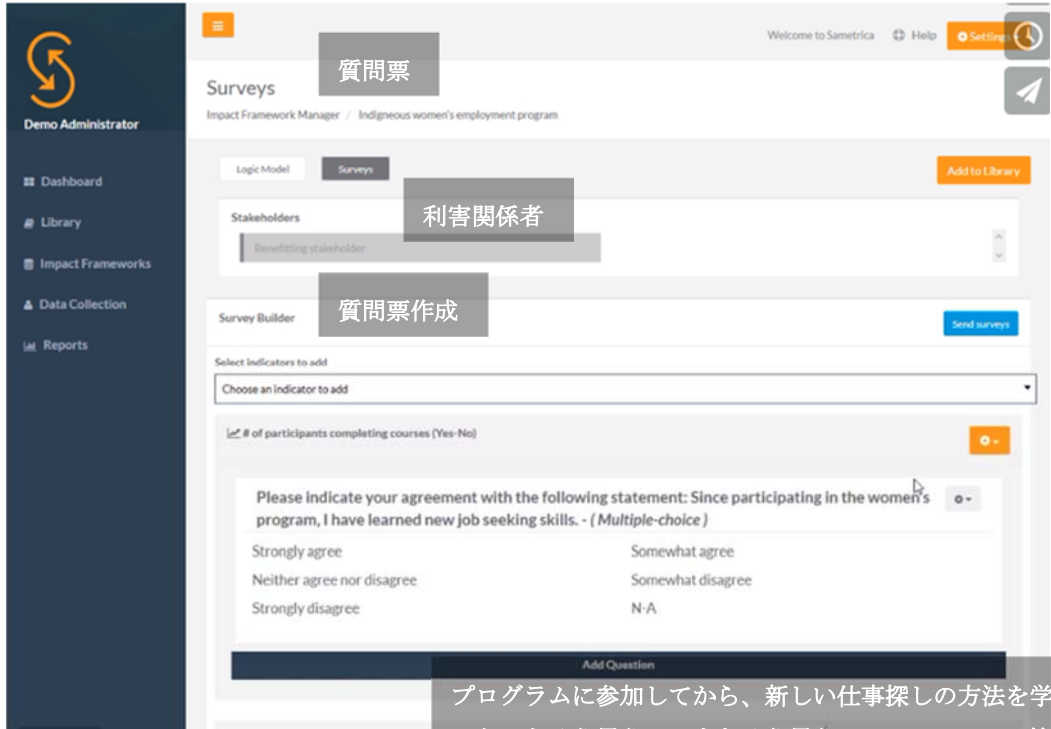 Demo Administrator
Dashboard
Library
Impact Frameworks
Data Collection
Reports
Welcome to Sametrica
Help
Settings
質問票
Surveys
Impact Framework Manager / Indigneous women's employment program
Logic Model
Surveys
Add to Library
Stakeholders
利害関係者
Benefitting stakeholder
質問票作成
Survey Builder
Send surveys
Select indicators to add
Choose an indicator to add
# of participants completing courses (Yes-No)
Please indicate your agreement with the following statement: Since participating in the women's
program, I have learned new job seeking skills. - ( Multiple-choice )
Strongly agree
Somewhat agree
Neither agree nor disagree
Somewhat disagree
Strongly disagree
N-A
Add Question
プログラムに参加してから、新しい仕事探しの方法を学